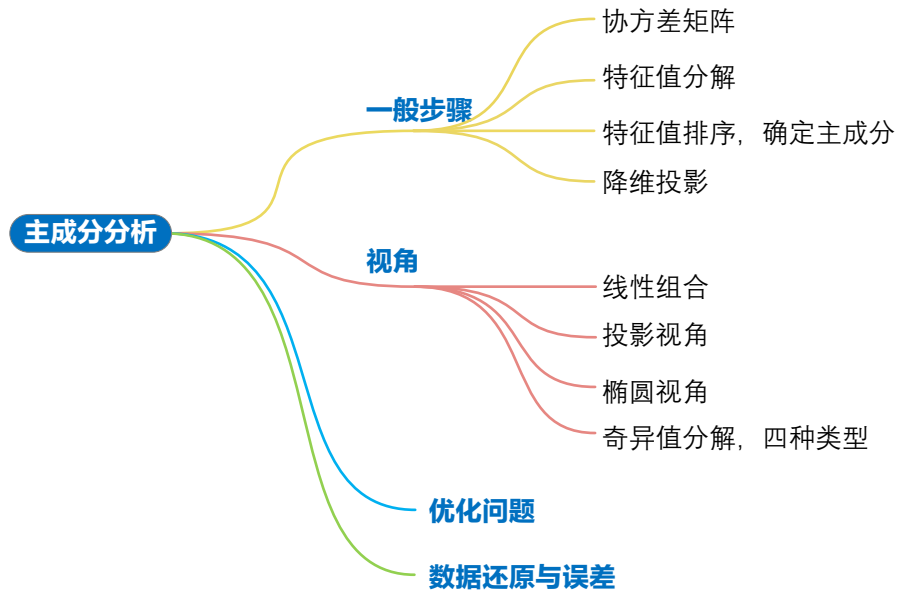 主成分分析
一般步骤
协方差矩阵
特征值分解
特征值排序，确定主成分
降维投影
视角
线性组合
投影视角
椭圆视角
奇异值分解，四种类型
优化问题
数据还原与误差